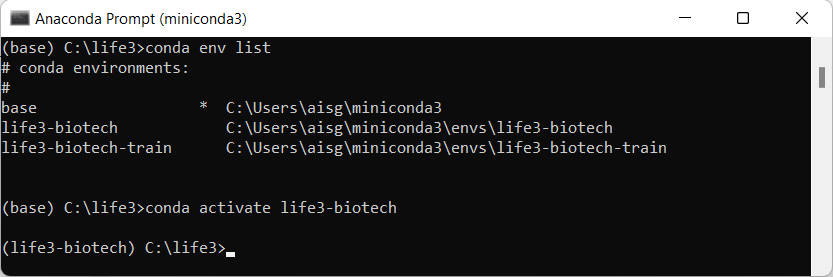 Anaconda Prompt (miniconda3)
(base) C:\life3>conda env list
# conda environments:
#
base                  *  C:\Users\aisg\miniconda3
life3-biotech            C:\Users\aisg\miniconda3\envs\life3-biotech
life3-biotech-train      C:\Users\aisg\miniconda3\envs\life3-biotech-train
(base) C:\life3>conda activate life3-biotech
(life3-biotech) C:\life3>